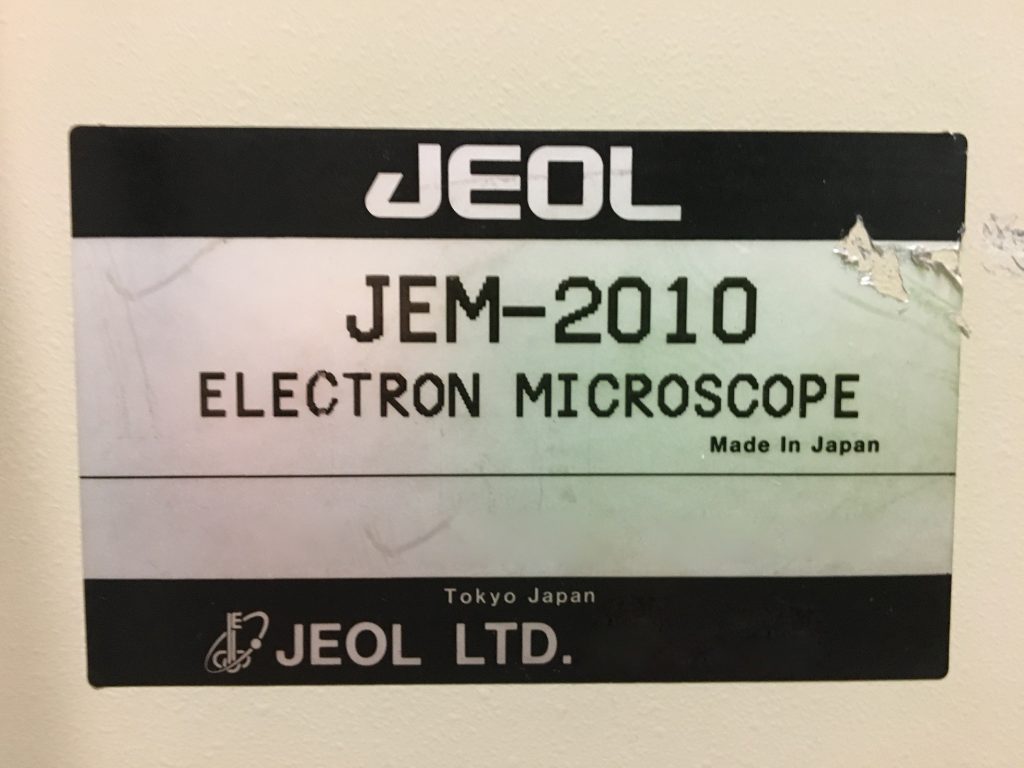 JEOL
JEM-2010
ELECTRON MICROSCOPE
Made In Japan
Tokyo Japan
JEOL LTD.